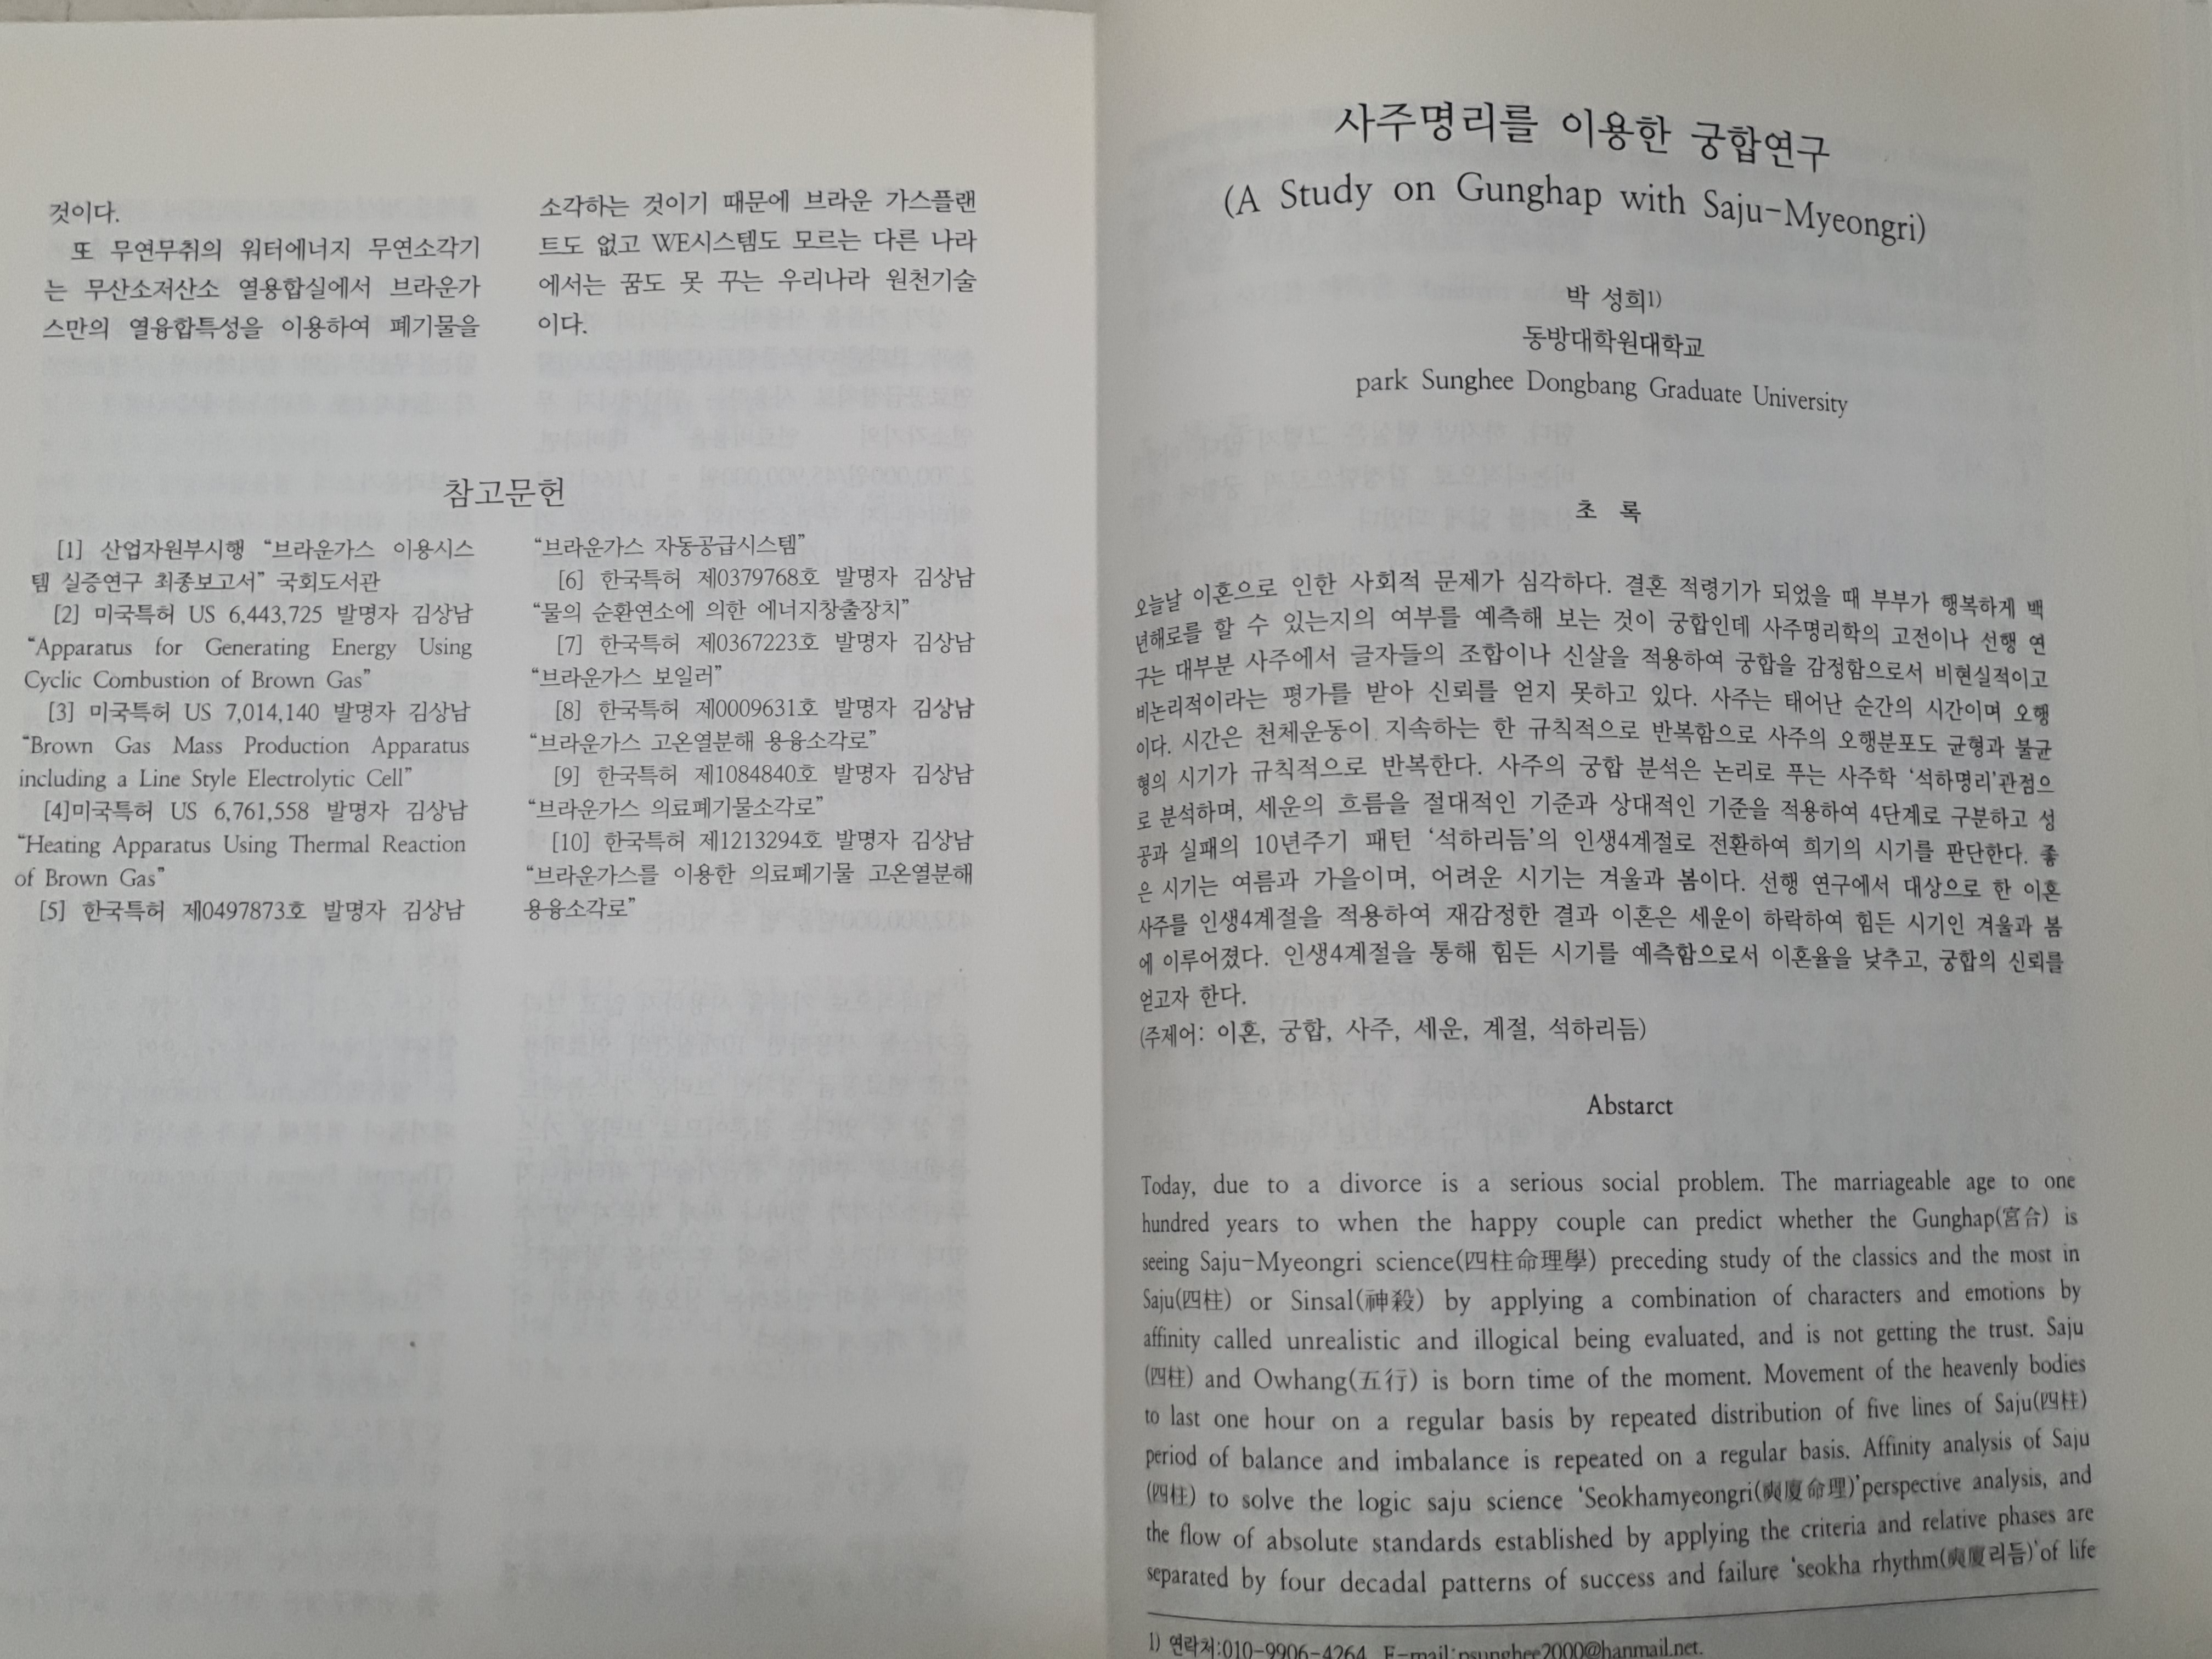 것이다.
또 무연무취의 워터에너지 무연소각기
는 무산소저산소 열용합실에서 브라운가
스만의 열융합특성을 이용하여 폐기물을
소각하는 것이기 때문에 브라운 가스플랜
트도 없고 WE시스템도 모르는 다른 나라
에서는 꿈도 못 꾸는 우리나라 원천기술
이다.
참고문헌
[1] 산업자원부시행 “브라운가스 이용시스
템 실증연구 최종보고서” 국회도서관
[2] 미국특허 US 6,443,725 발명자 김상남
“Apparatus for Generating Energy Using
Cyclic Combustion of Brown Gas”
[3] 미국특허 US 7,014,140 발명자 김상남
“Brown Gas Mass Production Apparatus
including a Line Style Electrolytic Cell”
[4]미국특허 US 6,761,558 발명자 김상남
“Heating Apparatus Using Thermal Reaction
of Brown Gas”
[5] 한국특허 제0497873호 발명자 김상남
“브라운가스 자동공급시스템”
[6] 한국특허 제0379768호 발명자 김상남
“물의 순환연소에 의한 에너지창출장치”
[7] 한국특허 제0367223호 발명자 김상남
“브라운가스 보일러”
[8] 한국특허 제0009631호 발명자 김상남
“브라운가스 고온열분해 용융소각로”
[9] 한국특허 제1084840호 발명자 김상남
“브라운가스 의료폐기물소각로”
[10] 한국특허 제1213294호 발명자 김상남
“브라운가스를 이용한 의료폐기물 고온열분해
용융소각로”
사주명리를 이용한 궁합연구
(A Study on Gunghap with Saju-Myeongri)
박 성희1)
동방대학원대학교
park Sunghee Dongbang Graduate University
초 록
오늘날 이혼으로 인한 사회적 문제가 심각하다. 결혼 적령기가 되었을 때 부부가 행복하게 백
년해로를 할 수 있는지의 여부를 예측해 보는 것이 궁합인데 사주명리학의 고전이나 선행 연
구는 대부분 사주에서 글자들의 조합이나 신살을 적용하여 궁합을 감정함으로서 비현실적이고
비논리적이라는 평가를 받아 신뢰를 얻지 못하고 있다. 사주는 태어난 순간의 시간이며 오행
이다. 시간은 천체운동이 지속하는 한 규칙적으로 반복함으로 사주의 오행분포도 균형과 불균
형의 시기가 규칙적으로 반복한다. 사주의 궁합 분석은 논리로 푸는 사주학 ‘석하명리’관점으
로 분석하며, 세운의 흐름을 절대적인 기준과 상대적인 기준을 적용하여 4단계로 구분하고 성
공과 실패의 10년주기 패턴 ‘석하리듬’의 인생4계절로 전환하여 희기의 시기를 판단한다. 좋
은 시기는 여름과 가을이며, 어려운 시기는 겨울과 봄이다. 선행 연구에서 대상으로 한 이혼
사주를 인생4계절을 적용하여 재감정한 결과 이혼은 세운이 하락하여 힘든 시기인 겨울과 봄
에 이루어졌다. 인생4계절을 통해 힘든 시기를 예측함으로서 이혼율을 낮추고, 궁합의 신뢰를
얻고자 한다.
(주제어: 이혼, 궁합, 사주, 세운, 계절, 석하리듬)
Abstarct
Today, due to a divorce is a serious social problem. The marriageable age to one
hundred years to when the happy couple can predict whether the Gunghap(宮合) is
seeing Saju-Myeongri science(四柱命理學) preceding study of the classics and the most in
Saju(四柱) or Sinsal(神殺) by applying a combination of characters and emotions by
affinity called unrealistic and illogical being evaluated, and is not getting the trust. Saju
(四柱) and Owhang(五行) is born time of the moment. Movement of the heavenly bodies
to last one hour on a regular basis by repeated distribution of five lines of Saju(四柱)
period of balance and imbalance is repeated on a regular basis. Affinity analysis of Saju
(四柱) to solve the logic saju science ‘Seokhamyeongri(奭廈命理)’perspective analysis, and
the flow of absolute standards established by applying the criteria and relative phases are
separated by four decadal patterns of success and failure ‘seokha rhythm(奭廈리듬)’of life
1) 연락처:010-9906-4264, E-mail:psunghee2000@hanmail.net.